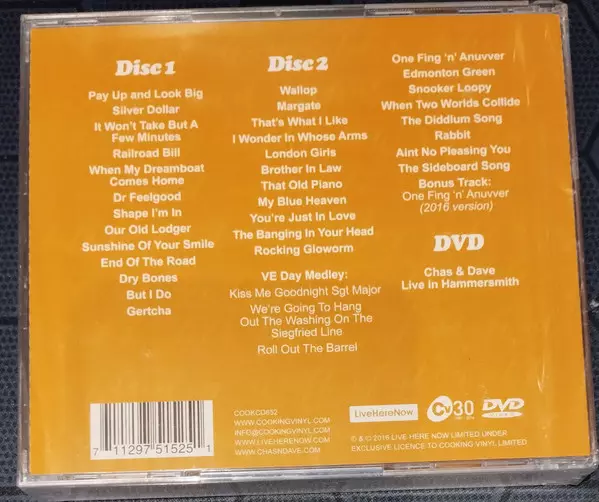 Disc 1
Pay Up and Look Big
Silver Dollar
It Won't Take But A
Few Minutes
Railroad Bill
When My Dreamboat
Comes Home
Dr Feelgood
Shape I'm In
Our Old Lodger
Sunshine Of Your Smile
End Of The Road
Dry Bones
But I Do
Gertcha
Disc 2
Wallop
Margate
That's What I Like
I Wonder In Whose Arms
London Girls
Brother in Law
That Old Piano
My Blue Heaven
You're Just In Love
The Banging In Your Head
Rocking Gloworm
VE Day Medley:
Kiss Me Goodnight Sgt Major
We're Going To Hang
Out The Washing On The
Siegfried Line
Roll Out The Barrel
One Fing 'n' Anuvver
Edmonton Green
Snooker Loopy
When Two Worlds Collide
The Diddlum Song
Rabbit
Aint No Pleasing You
The Sideboard Song
Bonus Track:
One Fing 'n' Anuvver
(2016 version)
DVD
Chas & Dave
Live in Hammersmith
7 11297 51525 1
COOKCD652
WWW.COOKINGVINYL.COM
INFO@COOKINGVINYL.COM
WWW.LIVEHERENOW.COM
WWW.CHASNDAVE.COM
LiveHereNow
CV30
DVD
℗ & © 2016 LIVE HERE NOW LIMITED UNDER
EXCLUSIVE LICENCE TO COOKING VINYL LIMITED